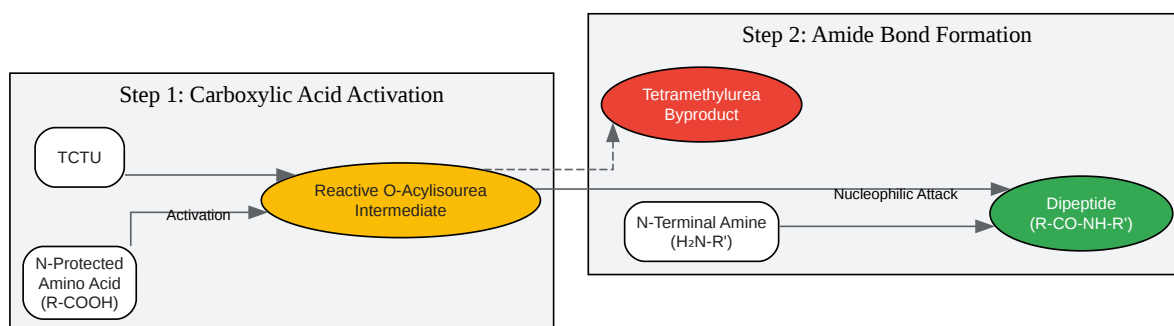 Step 1: Carboxylic Acid Activation
TCTU
N-Protected
Amino Acid
(R-COOH)
Activation
Reactive O-Acylisourea
Intermediate
Step 2: Amide Bond Formation
Tetramethylurea
Byproduct
N-Terminal Amine
(H₂N-R')
Nucleophilic Attack
Dipeptide
(R-CO-NH-R')